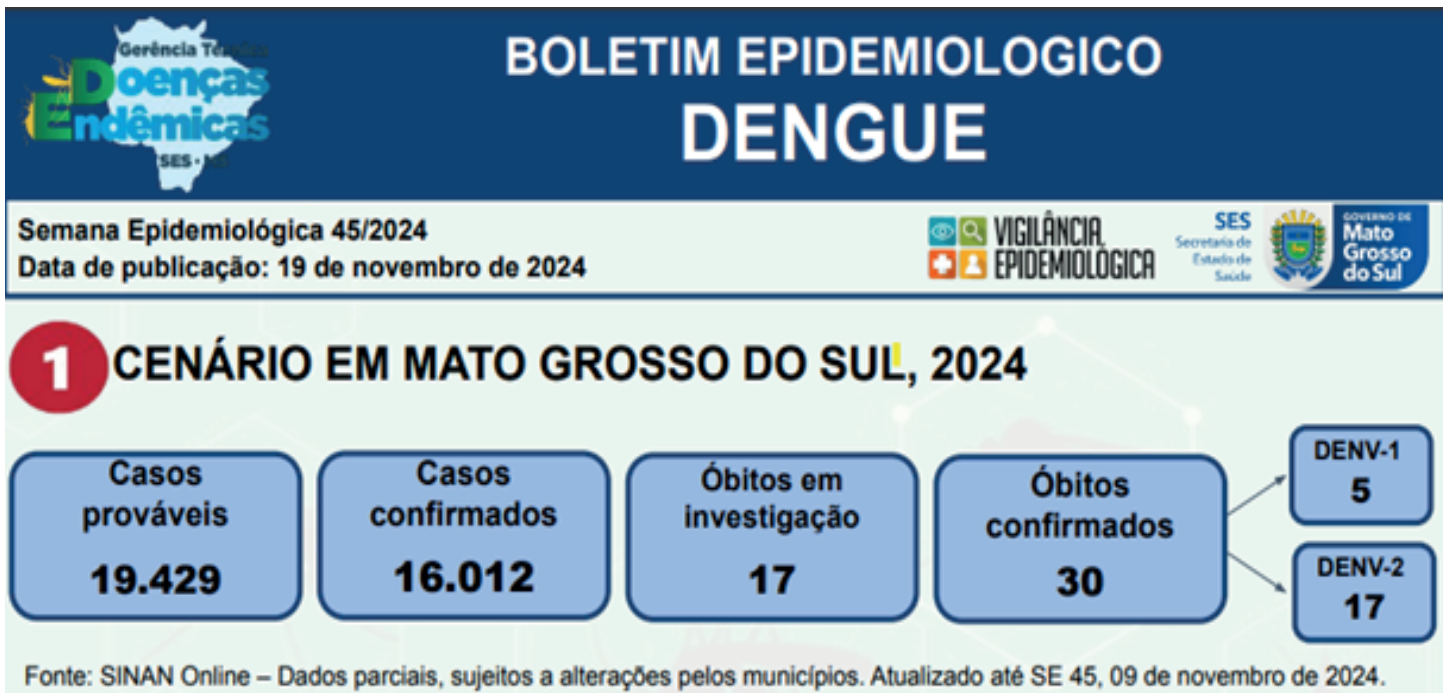 Gerência
Doenças
Endêmicas
SES -
BOLETIM EPIDEMIOLOGICO
DENGUE
Semana Epidemiológica 45/2024
Data de publicação: 19 de novembro de 2024
VIGILÂNCIA
EPIDEMIOLÓGICA
SES
Secretaria de
Estado de
Saúde
GOVERNO DE
Mato
Grosso
do Sul
1 CENÁRIO EM MATO GROSSO DO SUL, 2024
Casos
prováveis
19.429
Casos
confirmados
16.012
Óbitos em
investigação
17
Óbitos
confirmados
30
DENV-1
5
DENV-2
17
Fonte: SINAN Online – Dados parciais, sujeitos a alterações pelos municípios. Atualizado até SE 45, 09 de novembro de 2024.